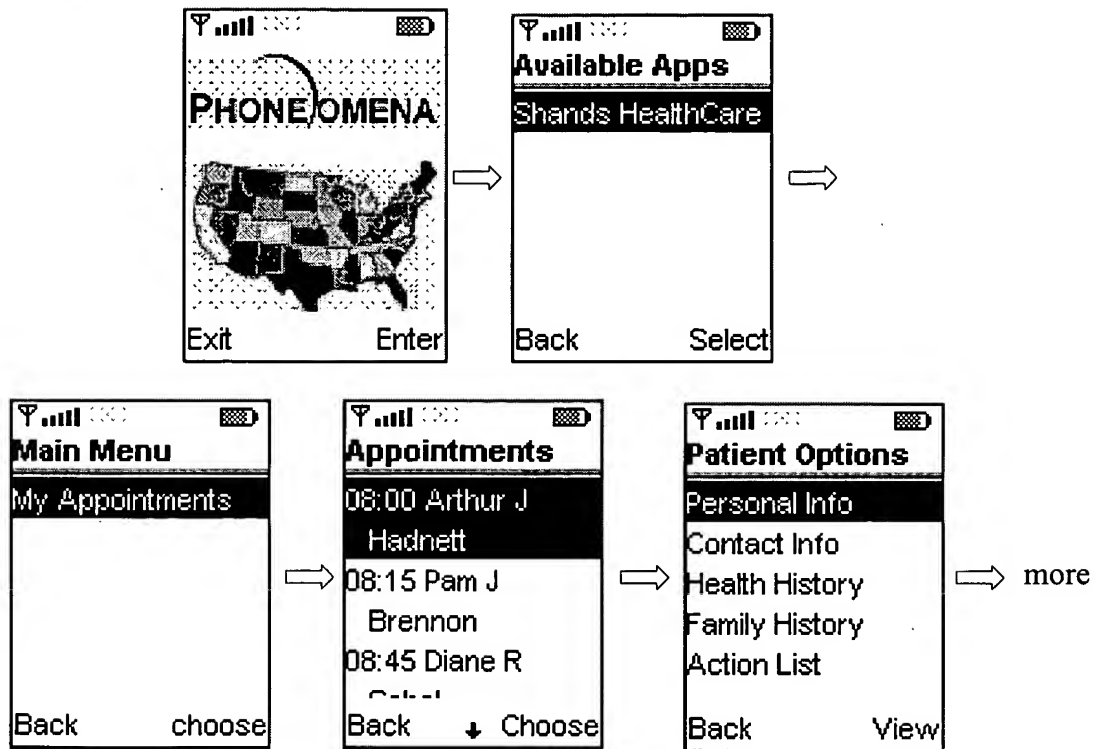 PHONE OMENA
Exit Enter
Available Apps
Shands HealthCare
Back Select
Main Menu
My Appointments
Back choose
Appointments
08:00 Arthur J
Hadnett
08:15 Pam J
Brennon
08:45 Diane R
Back Choose
Patient Options
Personal Info
Contact Info
Health History
Family History
Action List
Back View
more